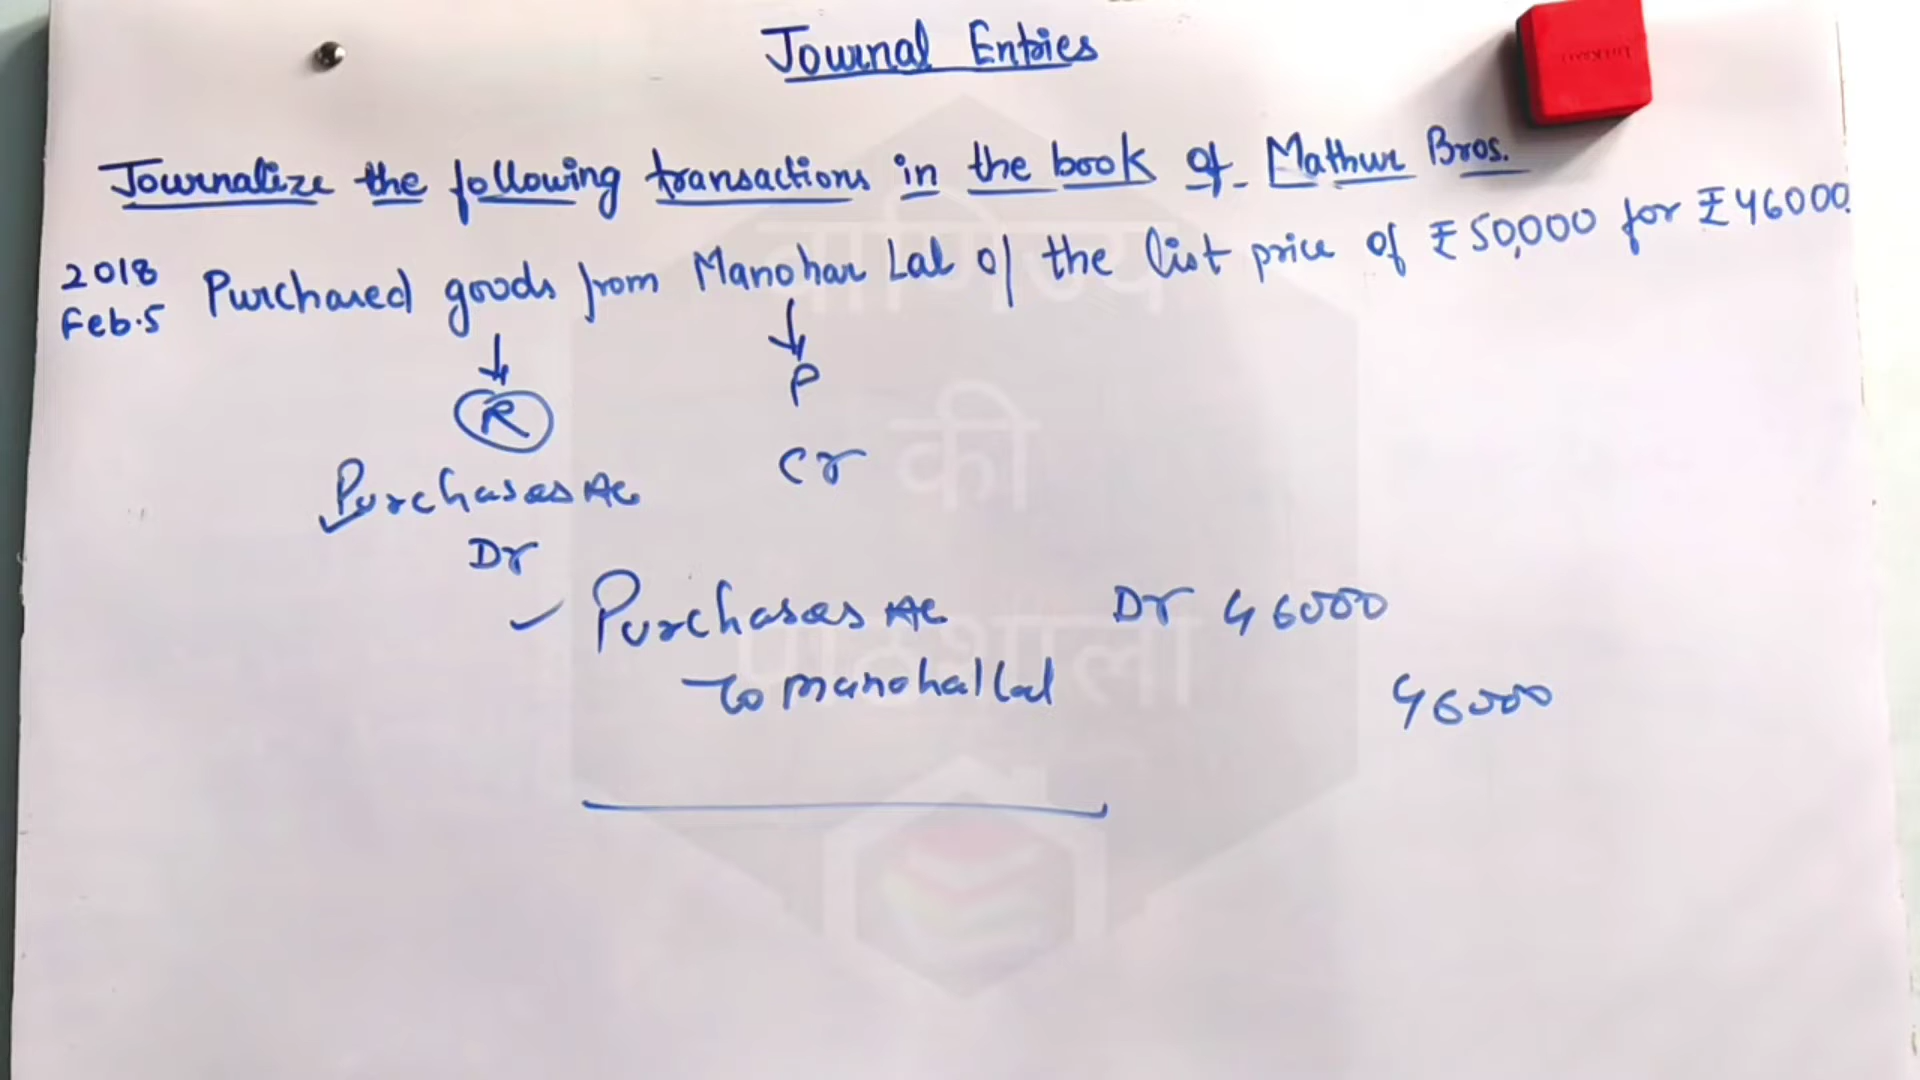 Journal Entries
Journalize the following transactions in the book of Mathur Bros.
2018
Feb.5 Purchased goods from Manohar Lal of the list price of ₹50,000 for ₹46000.
R
P
Purchases A/c
Cr
Dr
Purchases A/c Dr 46000
To Manohal Lal
46000
वाणिज्य
की
पाठशाला